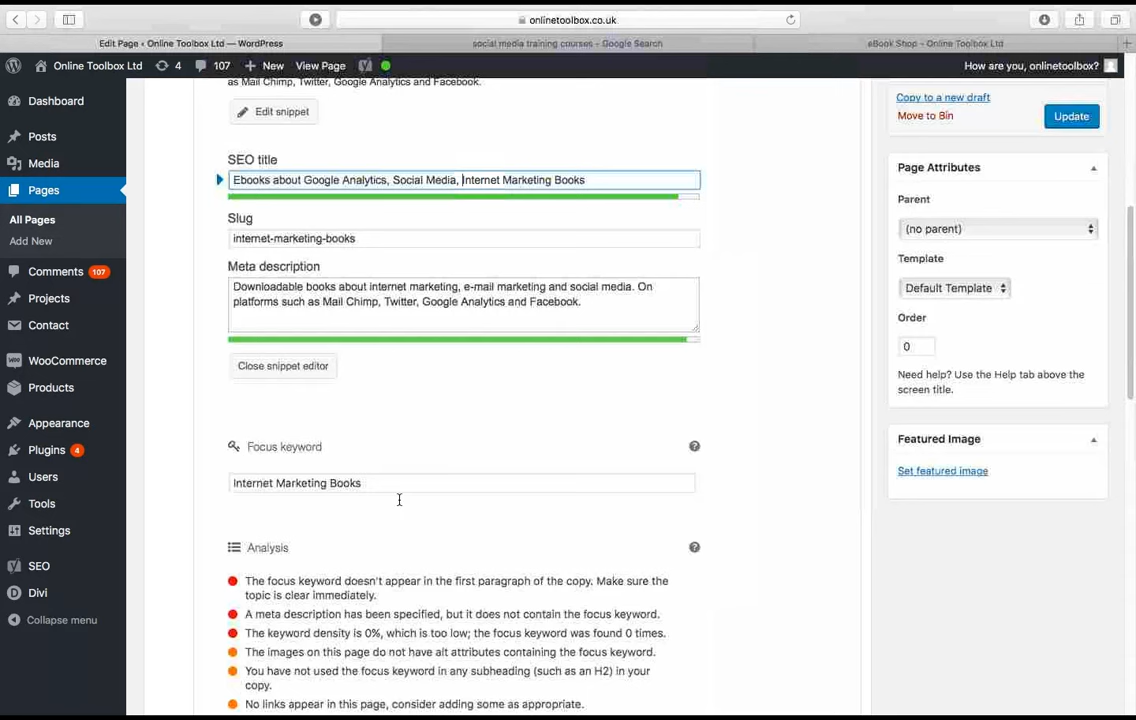 onlinetoolbox.co.uk
Edit Page ‹ Online Toolbox Ltd — WordPress
social media training courses - Google Search
eBook Shop – Online Toolbox Ltd
Online Toolbox Ltd
4
107
New
View Page
How are you, onlinetoolbox?
Dashboard
Posts
Media
Pages
All Pages
Add New
Comments 107
Projects
Contact
WooCommerce
Products
Appearance
Plugins 4
Users
Tools
Settings
SEO
Divi
Collapse menu
as Mail Chimp, Twitter, Google Analytics and Facebook.
Edit snippet
SEO title
Ebooks about Google Analytics, Social Media, Internet Marketing Books
Slug
internet-marketing-books
Meta description
Downloadable books about internet marketing, e-mail marketing and social media. On
platforms such as Mail Chimp, Twitter, Google Analytics and Facebook.
Close snippet editor
Focus keyword
Internet Marketing Books
Analysis
The focus keyword doesn't appear in the first paragraph of the copy. Make sure the
topic is clear immediately.
A meta description has been specified, but it does not contain the focus keyword.
The keyword density is 0%, which is too low; the focus keyword was found 0 times.
The images on this page do not have alt attributes containing the focus keyword.
You have not used the focus keyword in any subheading (such as an H2) in your
copy.
No links appear in this page, consider adding some as appropriate.
Copy to a new draft
Move to Bin
Update
Page Attributes
Parent
(no parent)
Template
Default Template
Order
0
Need help? Use the Help tab above the
screen title.
Featured Image
Set featured image